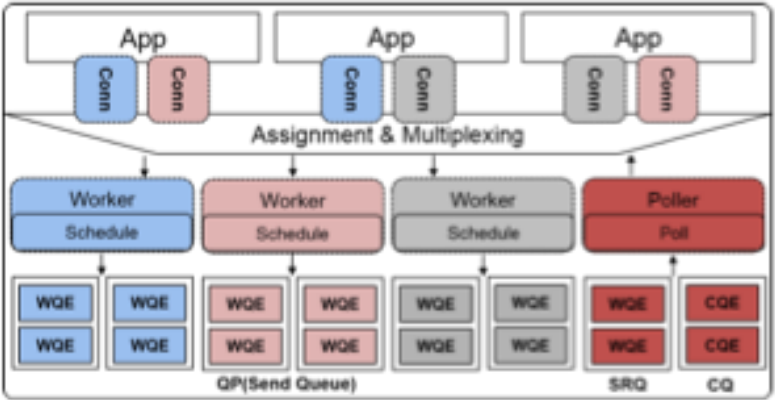 App App App
Conn Conn Conn Conn Conn Conn
Assignment & Multiplexing
Worker Worker Worker Poller
Schedule Schedule Schedule Poll
WQE WQE WQE WQE WQE WQE WQE CQE
WQE WQE WQE WQE WQE WQE WQE CQE
QP(Send Queue) SRQ CQ